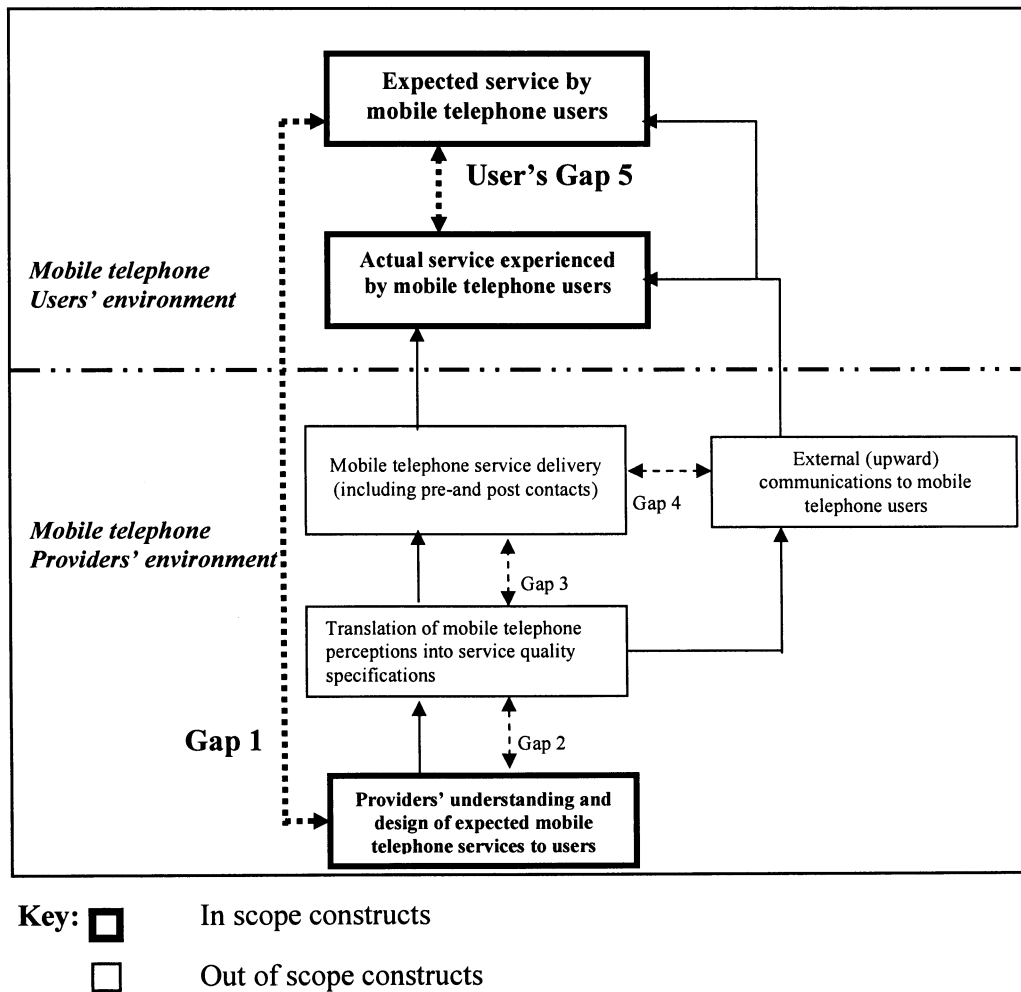 Expected service by
mobile telephone users
User's Gap 5
Actual service experienced
by mobile telephone users
Mobile telephone
Users' environment
Mobile telephone service delivery
(including pre-and post contacts)
External (upward)
communications to mobile
telephone users
Gap 4
Mobile telephone
Providers' environment
Gap 3
Translation of mobile telephone
perceptions into service quality
specifications
Gap 1
Gap 2
Providers' understanding and
design of expected mobile
telephone services to users
Key: In scope constructs
Out of scope constructs